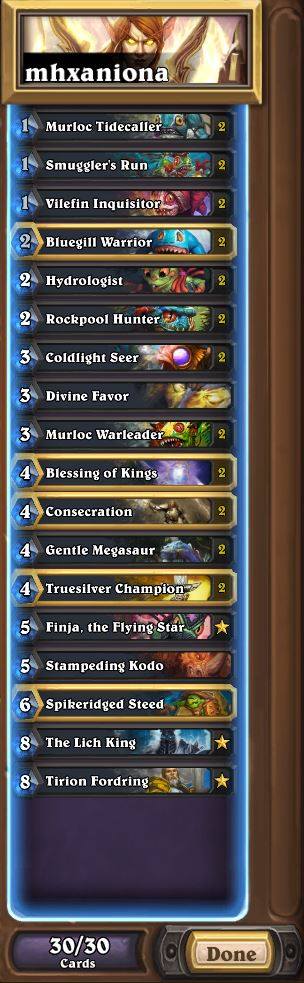 mhxaniona
1 Murloc Tidecaller 2
1 Smuggler's Run 2
1 Vilefin Inquisitor 2
2 Bluegill Warrior 2
2 Hydrologist 2
2 Rockpool Hunter 2
3 Coldlight Seer 2
3 Divine Favor
3 Murloc Warleader 2
4 Blessing of Kings 2
4 Consecration 2
4 Gentle Megasaur 2
4 Truesilver Champion 2
5 Finja, the Flying Star
5 Stampeding Kodo
6 Spikeridged Steed
8 The Lich King
8 Tirion Fordring
30/30
Cards
Done